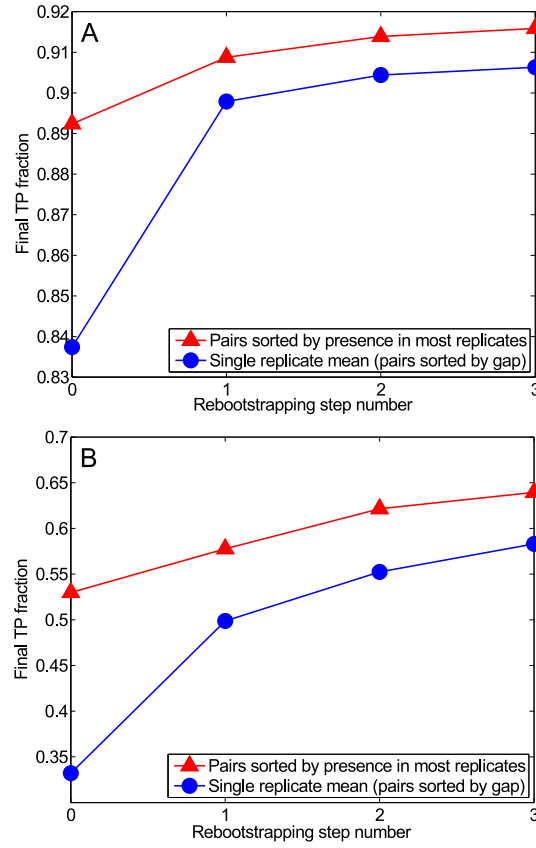 A
0.92
0.91
0.9
0.89
0.88
0.87
0.86
0.85
0.84
0.83
Final TP fraction
Pairs sorted by presence in most replicates
Single replicate mean (pairs sorted by gap)
0 1 2 3
Rebootstrapping step number
B
0.7
0.65
0.6
0.55
0.5
0.45
0.4
0.35
Final TP fraction
Pairs sorted by presence in most replicates
Single replicate mean (pairs sorted by gap)
0 1 2 3
Rebootstrapping step number